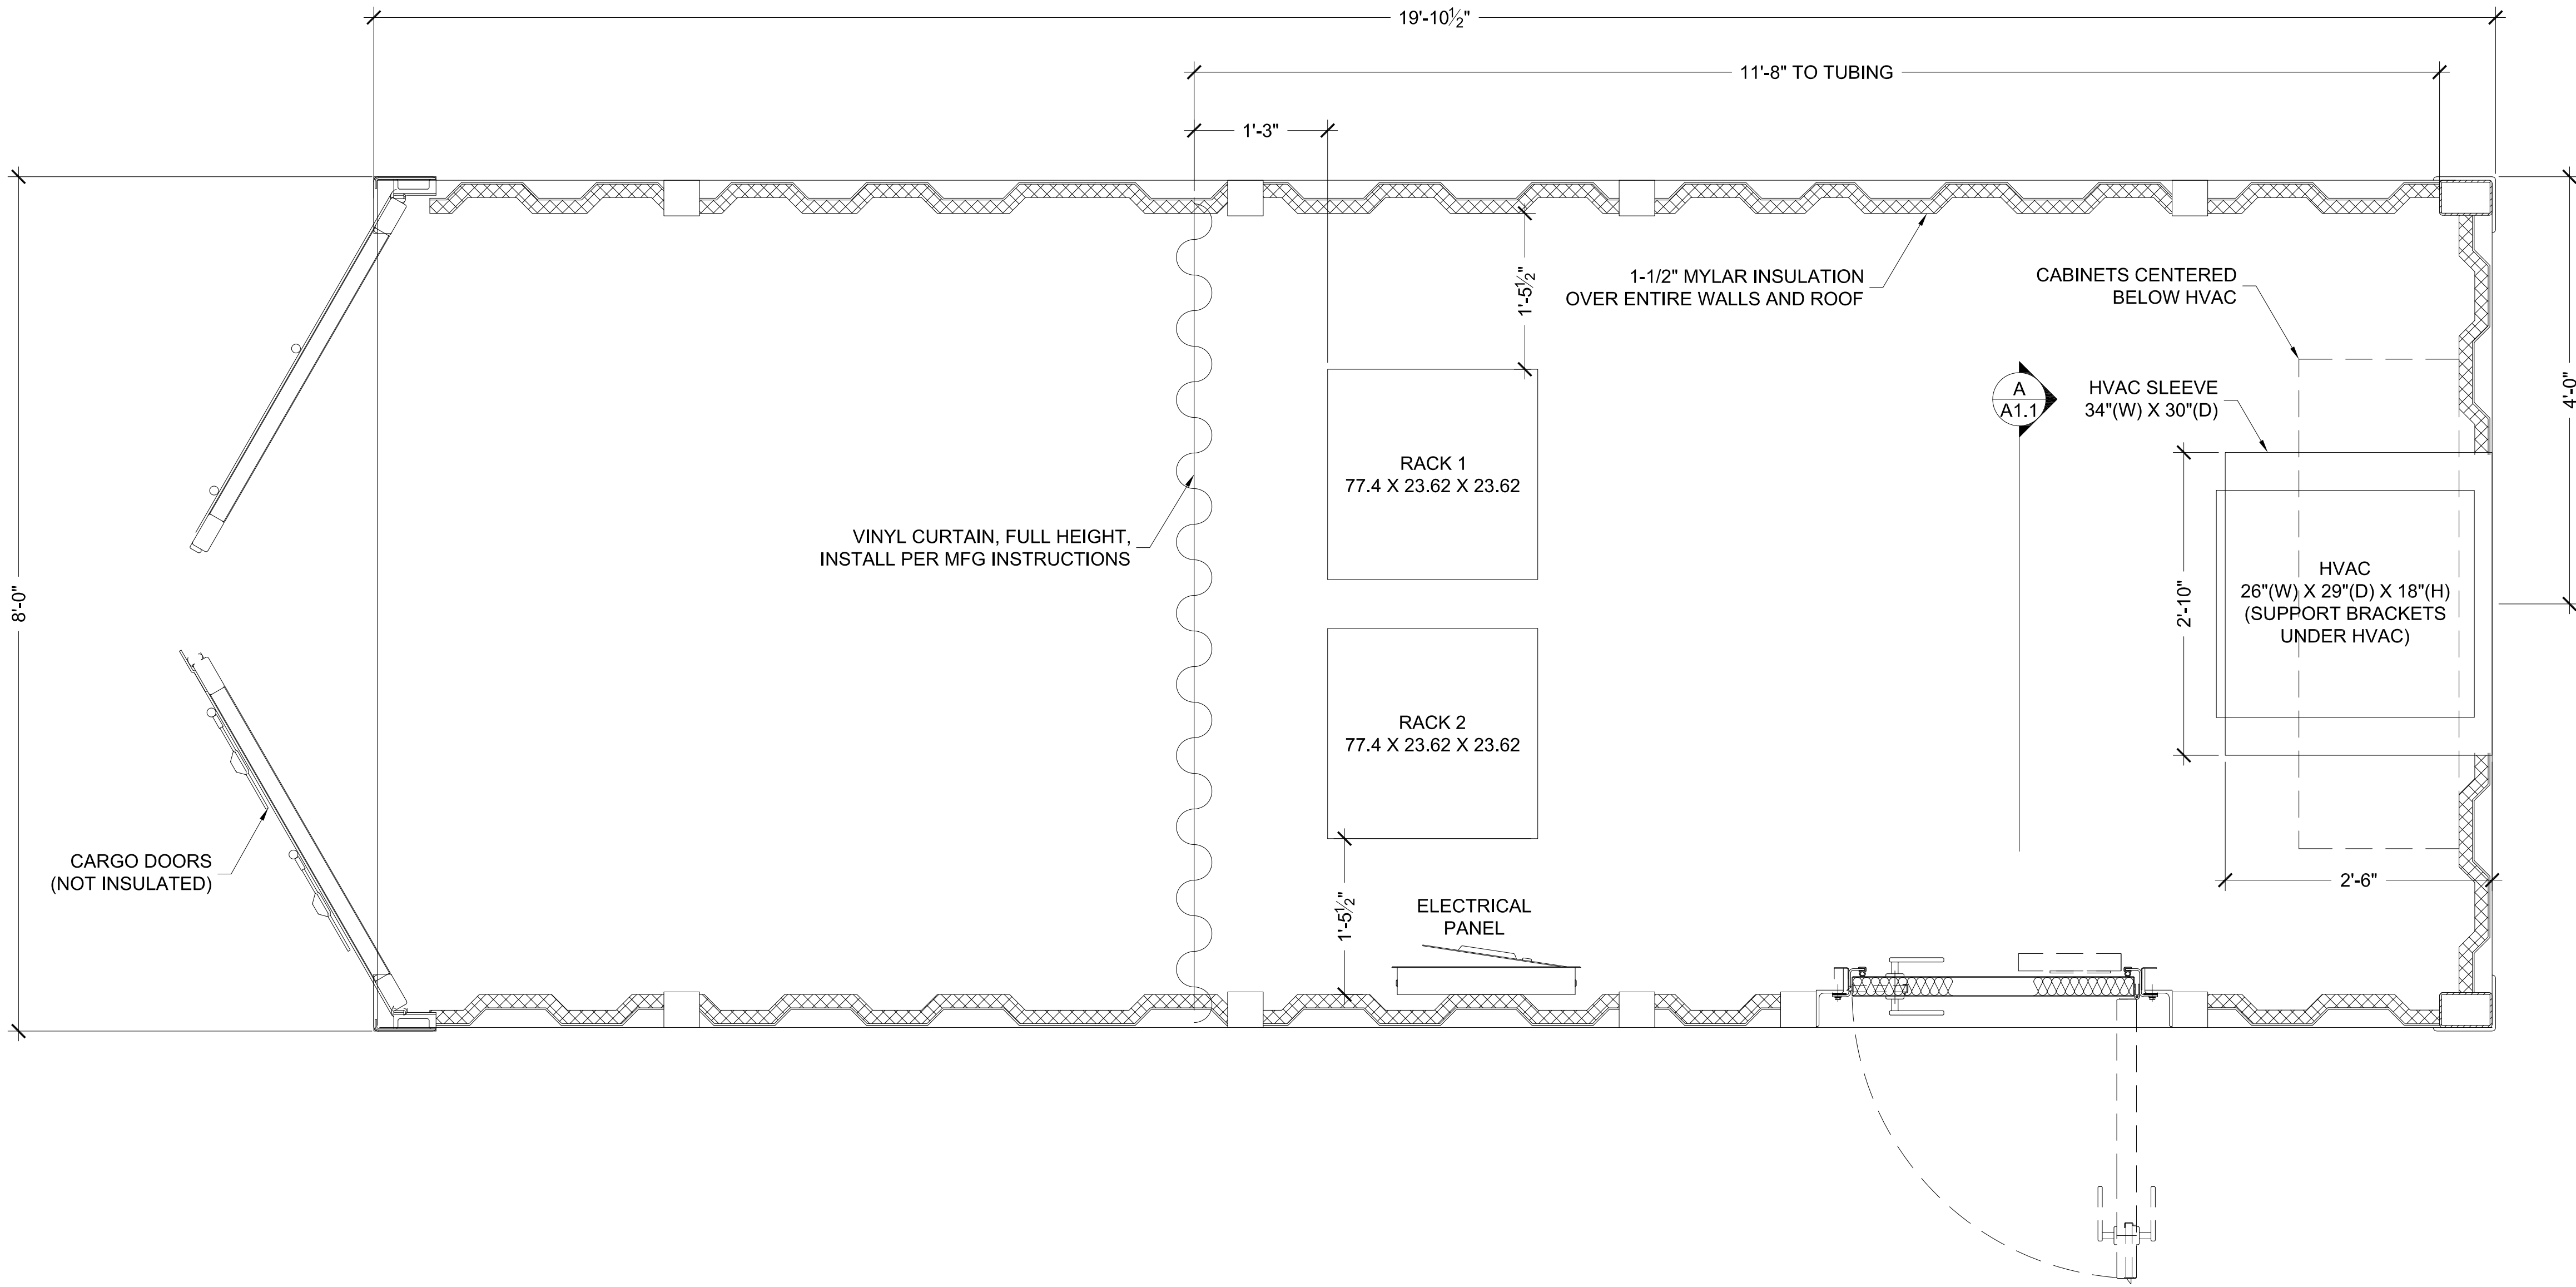 19'-10½"
11'-8" TO TUBING
1'-3"
1'-5½"
1-1/2" MYLAR INSULATION
OVER ENTIRE WALLS AND ROOF
CABINETS CENTERED
BELOW HVAC
A
A1.1
HVAC SLEEVE
34"(W) X 30"(D)
4'-0"
RACK 1
77.4 X 23.62 X 23.62
VINYL CURTAIN, FULL HEIGHT,
INSTALL PER MFG INSTRUCTIONS
8'-0"
2'-10"
HVAC
26"(W) X 29"(D) X 18"(H)
(SUPPORT BRACKETS
UNDER HVAC)
RACK 2
77.4 X 23.62 X 23.62
CARGO DOORS
(NOT INSULATED)
2'-6"
1'-5½"
ELECTRICAL
PANEL